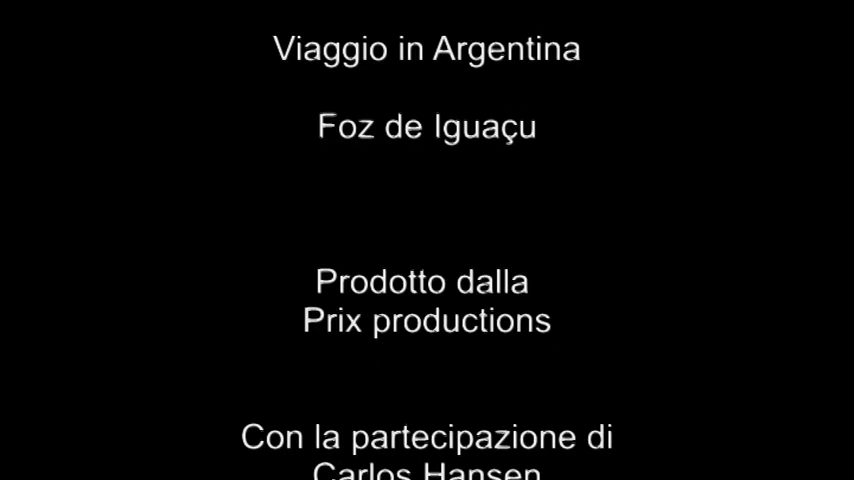 Viaggio in Argentina
Foz de Iguaçu
Prodotto dalla
Prix productions
Con la partecipazione di
Carlos Hansen